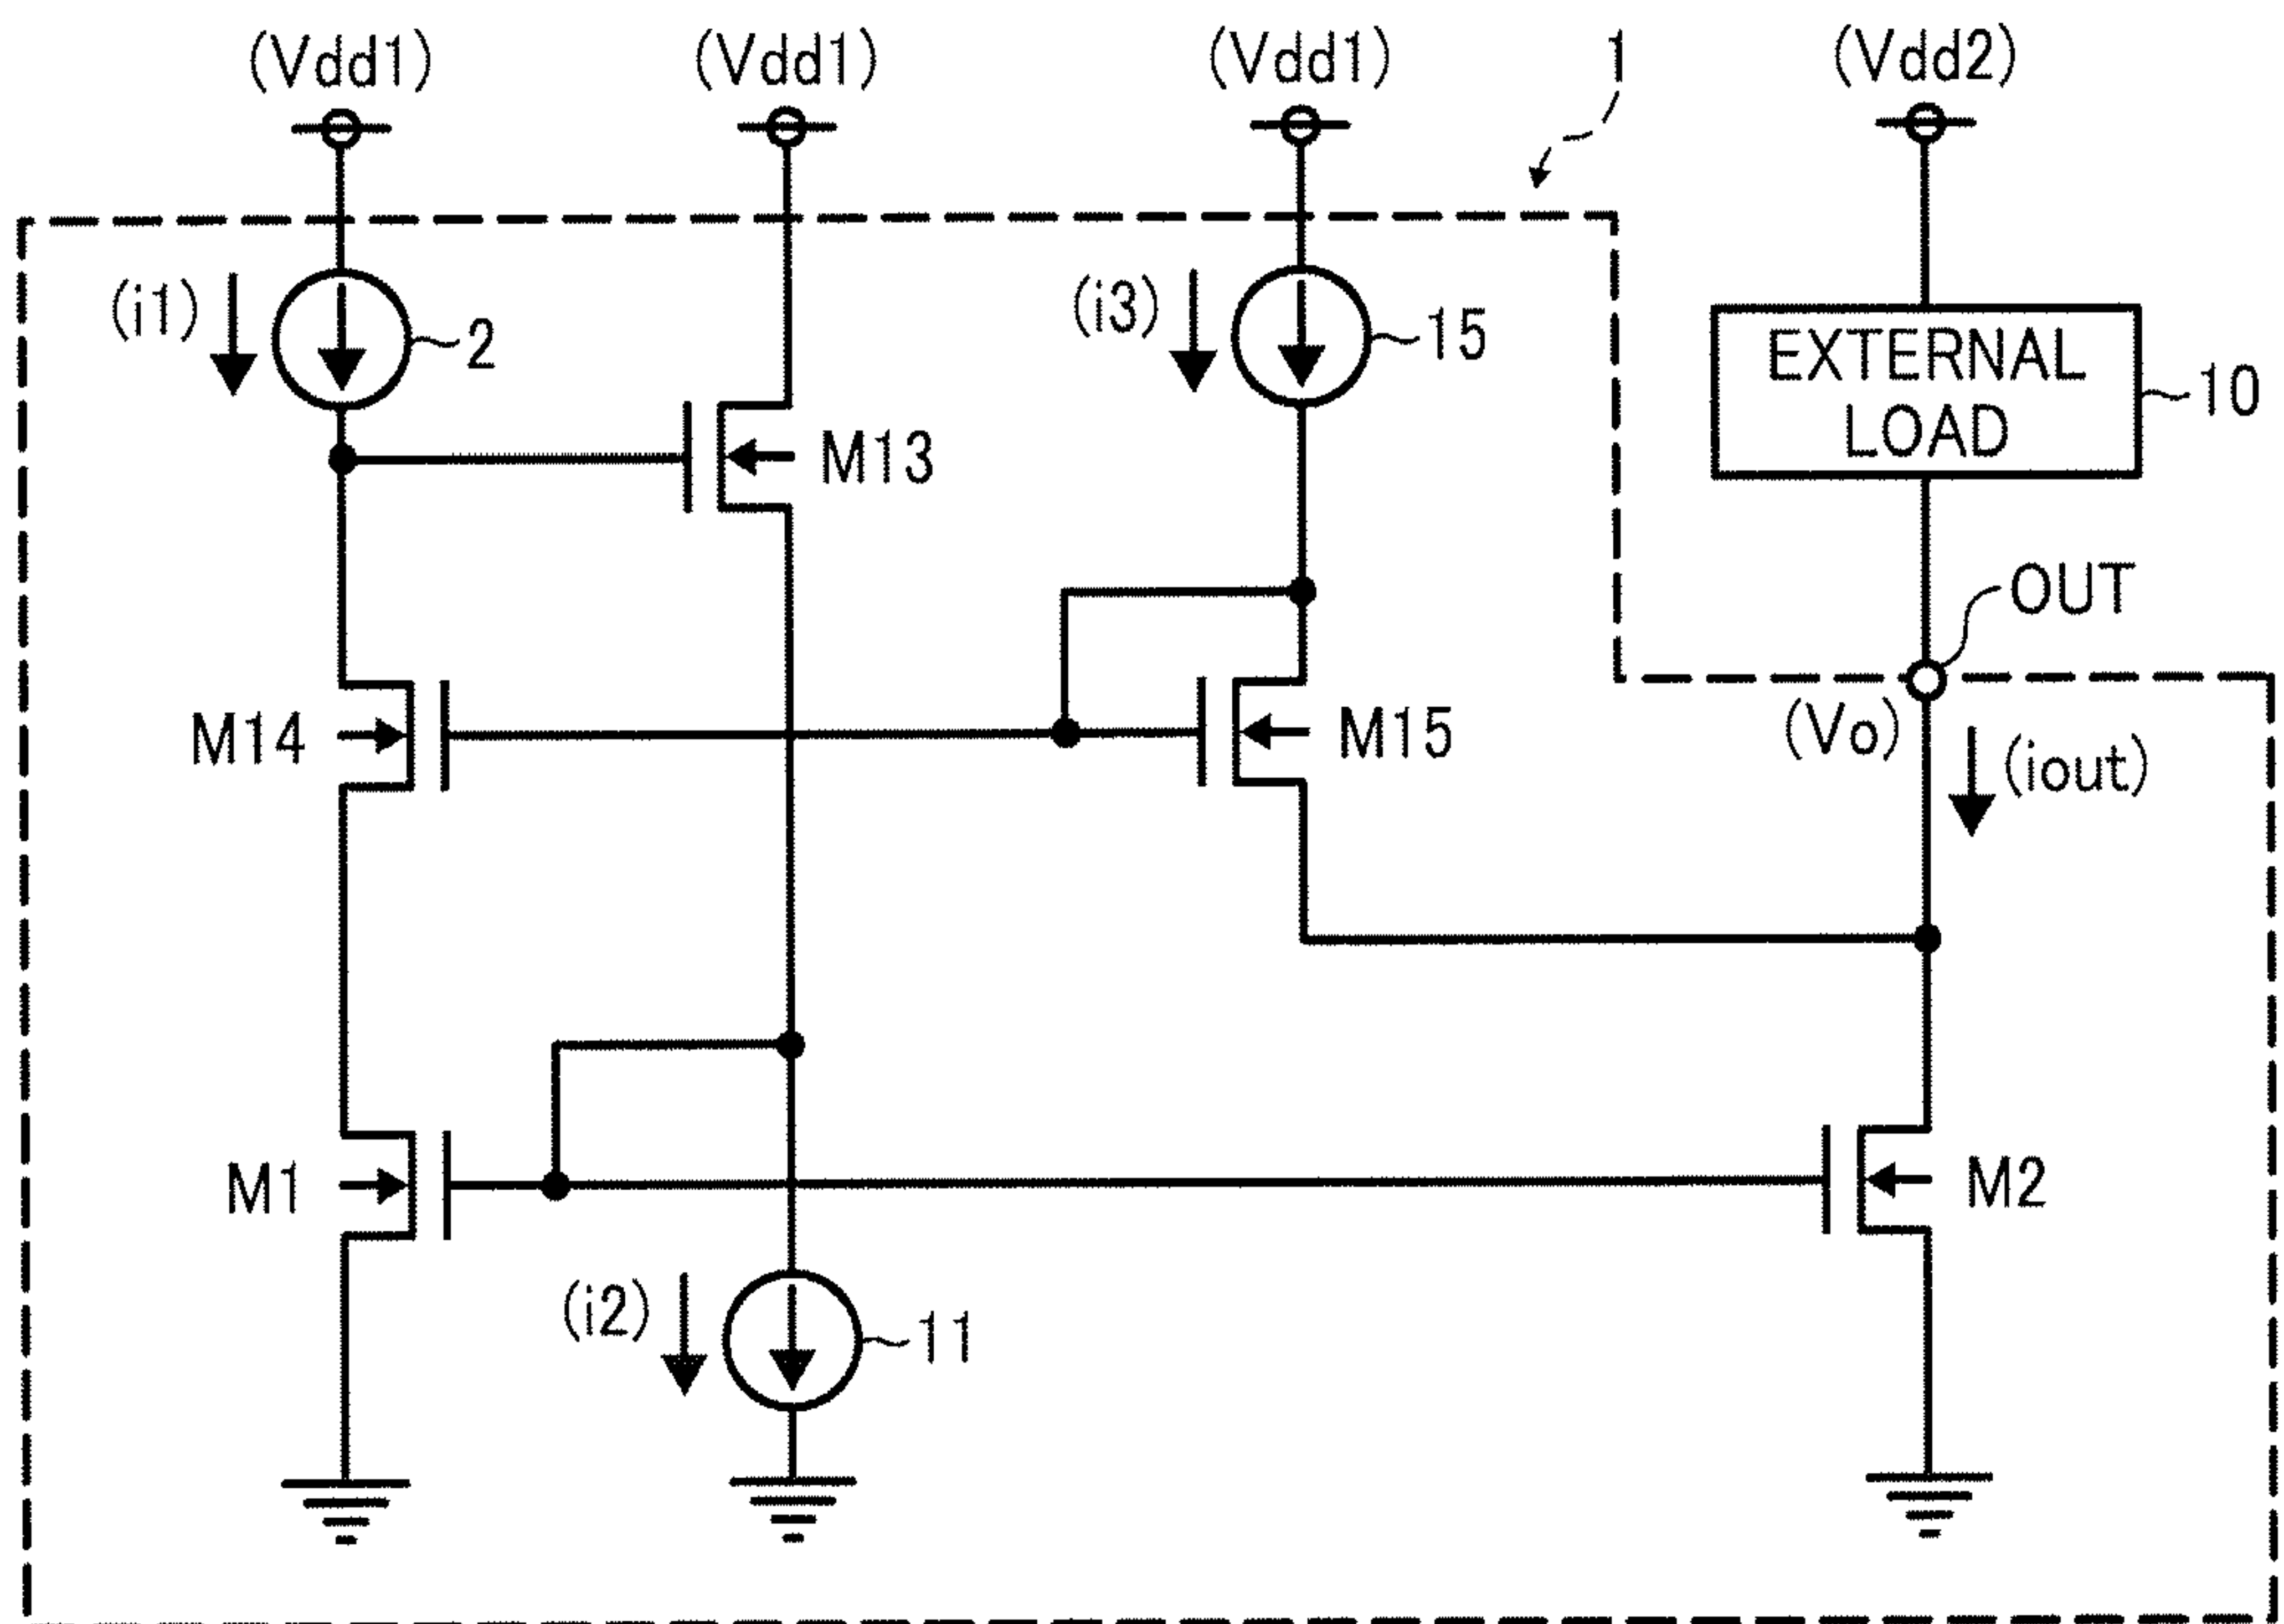 (Vdd1)
(Vdd1)
(Vdd1)
1
(Vdd2)
(i1)
2
(i3)
15
EXTERNAL
LOAD
10
M13
OUT
M14
M15
(Vo)
(iout)
M1
M2
(i2)
11